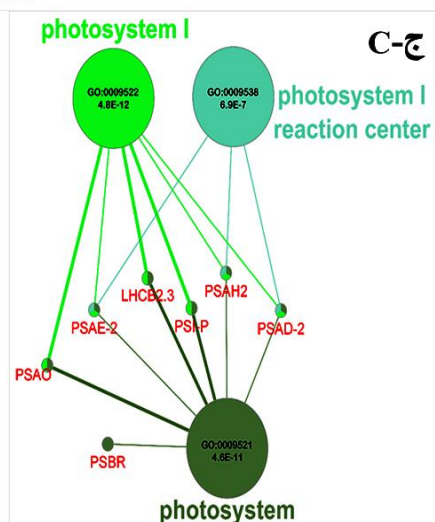 photosystem I
C-ج
GO:0009522
4.8E-12
GO:0009538
6.9E-7
photosystem I
reaction center
LHCB2.3
PSAH2
PSAE-2
PSI-P
PSAD-2
PSAO
GO:0009521
4.6E-11
PSBR
photosystem